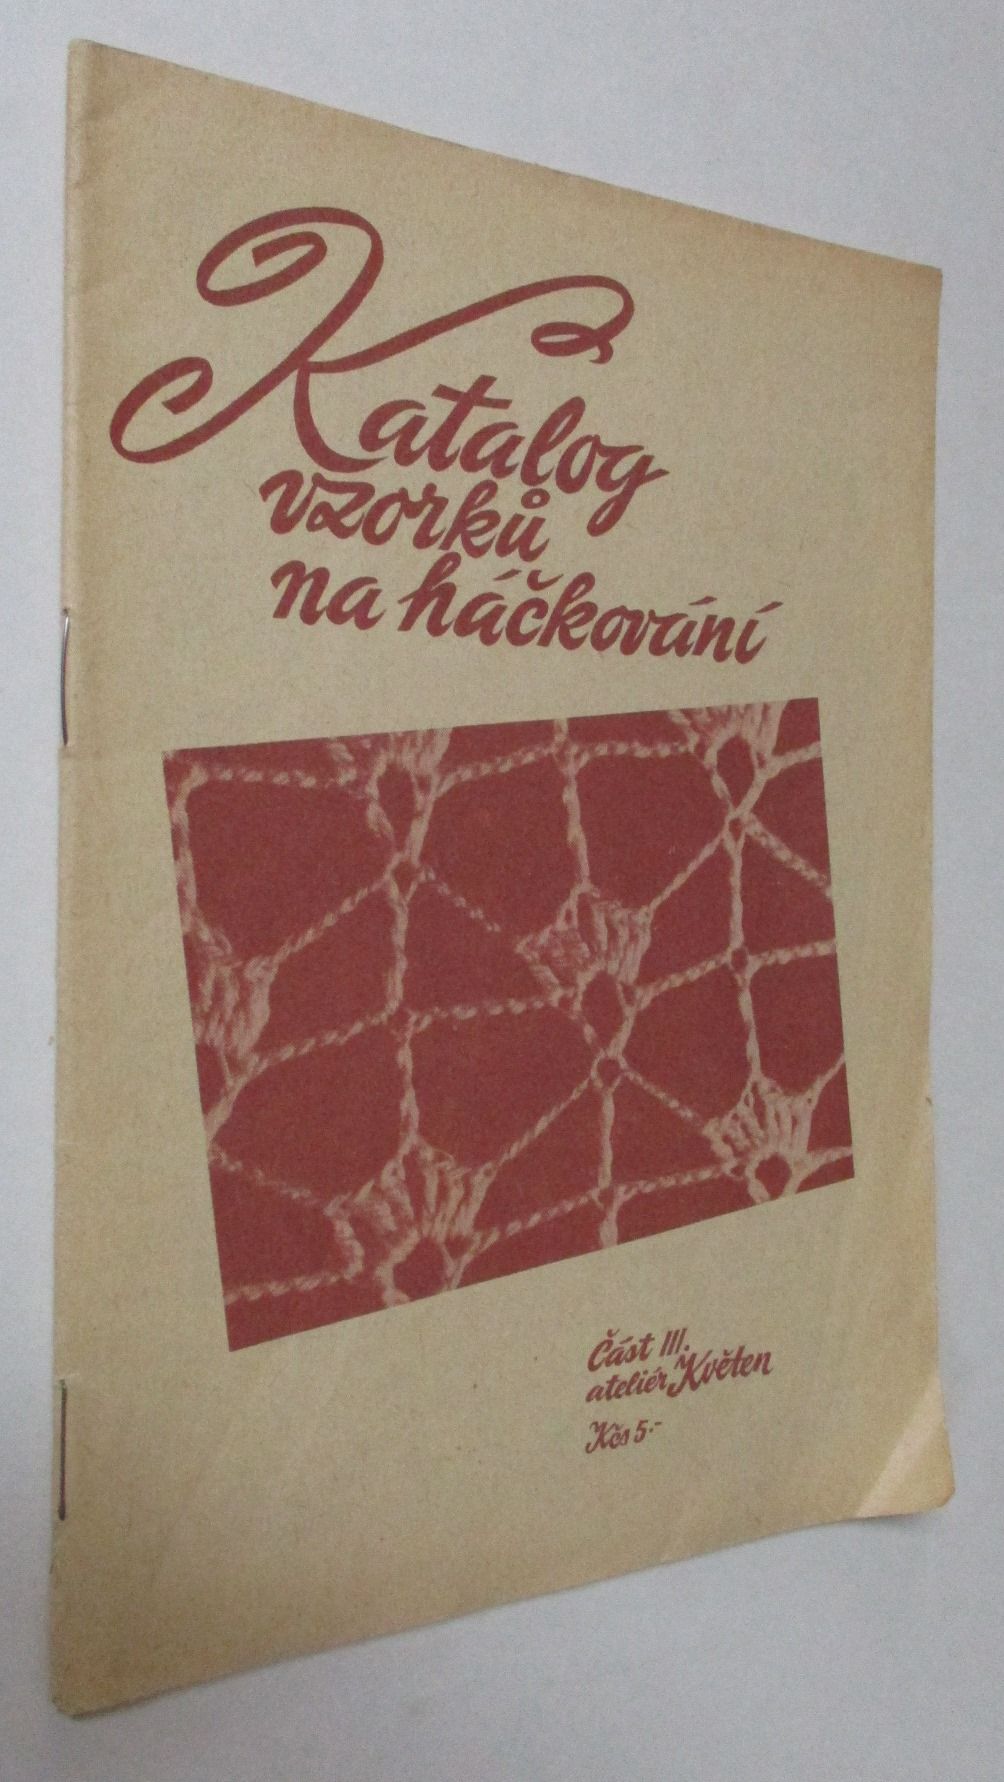 Katalog
vzorků
na háčkování
Část III.
ateliér Květen
Kčs 5.-